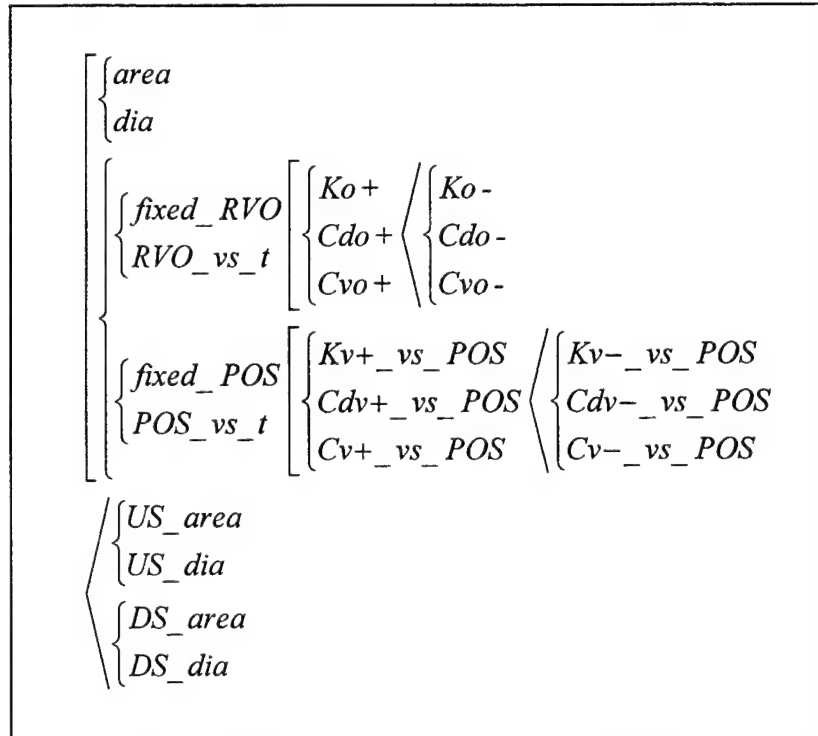 area
dia
fixed_RVO
RVO_vs_t
Ko+
Cdo+
Cvo+
Ko-
Cdo-
Cvo-
fixed_POS
POS_vs_t
Kv+_vs_POS
Cdv+_vs_POS
Cv+_vs_POS
Kv-_vs_POS
Cdv-_vs_POS
Cv-_vs_POS
US_area
US_dia
DS_area
DS_dia